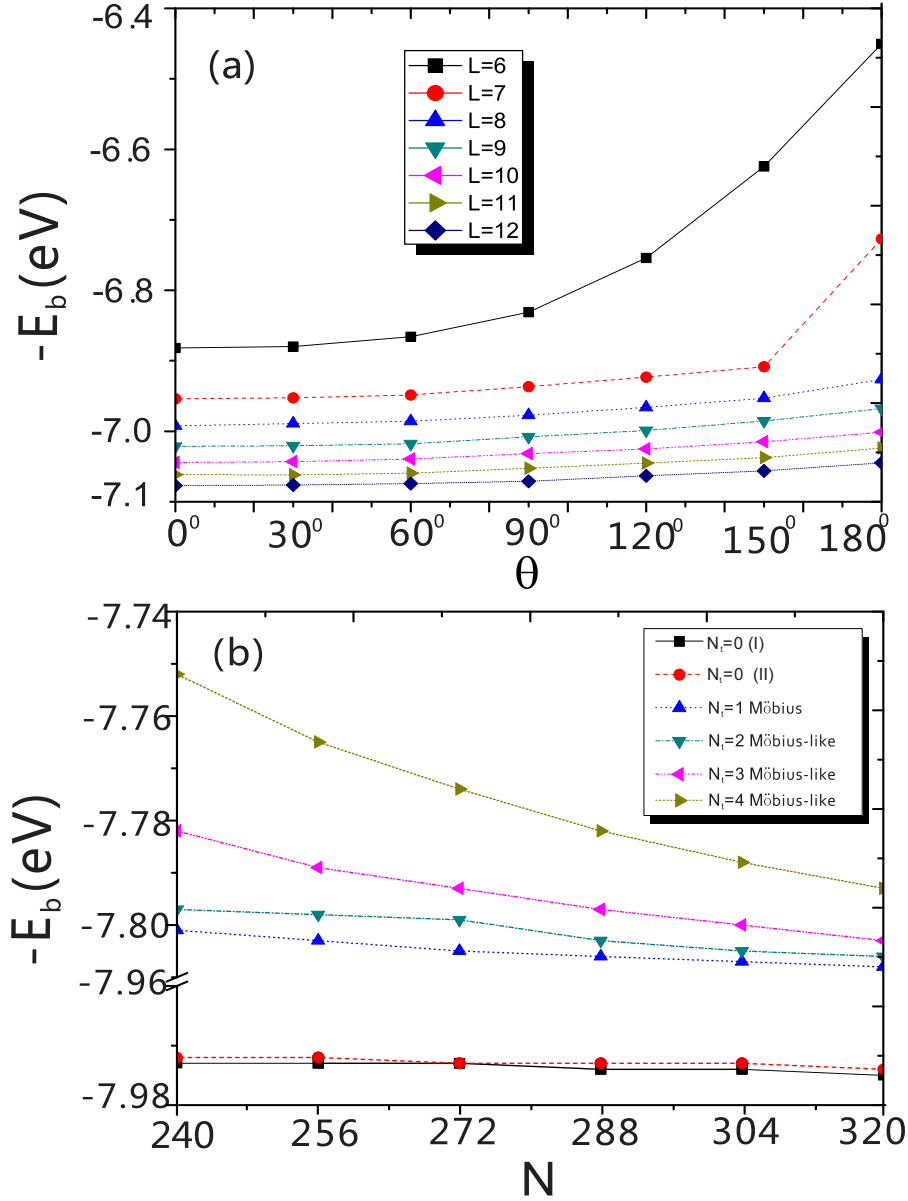 (a)
-6.4
-6.6
-6.8
-7.0
-7.1
-E_b (eV)
L=6
L=7
L=8
L=9
L=10
L=11
L=12
0⁰ 30⁰ 60⁰ 90⁰ 120⁰ 150⁰ 180⁰
θ
(b)
-7.74
-7.76
-7.78
-7.80
-7.96
-7.98
-E_b (eV)
N_t=0 (I)
N_t=0 (II)
N_t=1 Möbius
N_t=2 Möbius-like
N_t=3 Möbius-like
N_t=4 Möbius-like
240 256 272 288 304 320
N